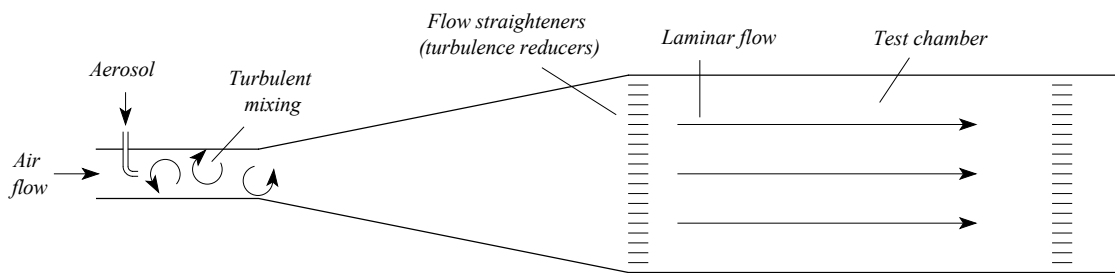 Flow straighteners
(turbulence reducers)
Laminar flow
Test chamber
Aerosol
Turbulent
mixing
Air
flow